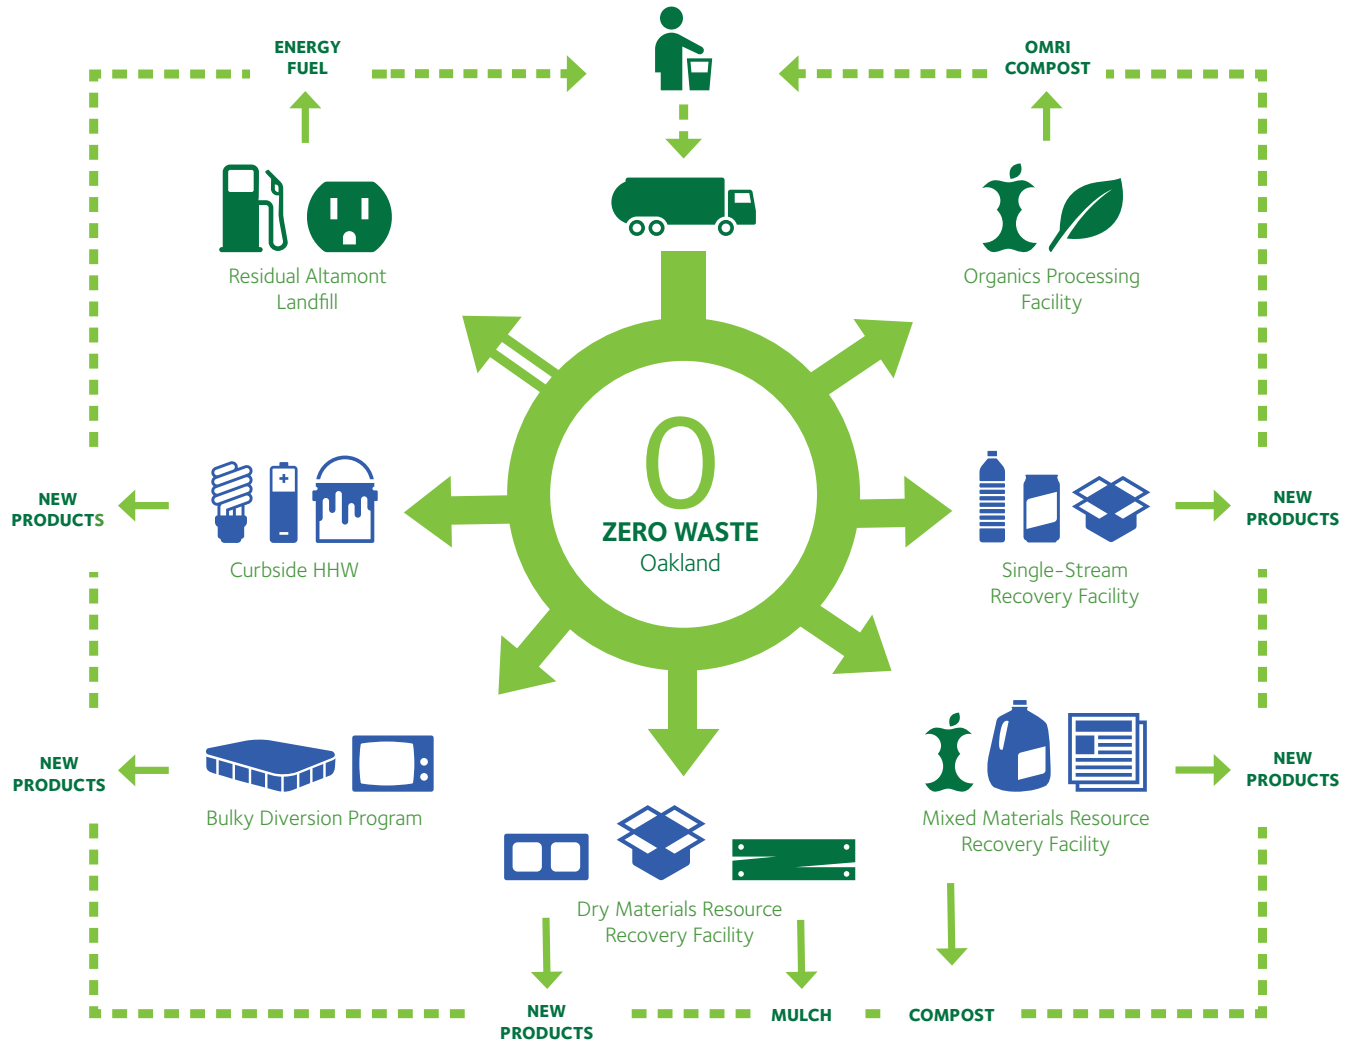 ENERGY
FUEL
OMRI
COMPOST
Residual Altamont
Landfill
Organics Processing
Facility
0
ZERO WASTE
Oakland
NEW
PRODUCTS
Curbside HHW
Single-Stream
Recovery Facility
NEW
PRODUCTS
NEW
PRODUCTS
Bulky Diversion Program
Mixed Materials Resource
Recovery Facility
NEW
PRODUCTS
Dry Materials Resource
Recovery Facility
NEW
PRODUCTS
MULCH
COMPOST